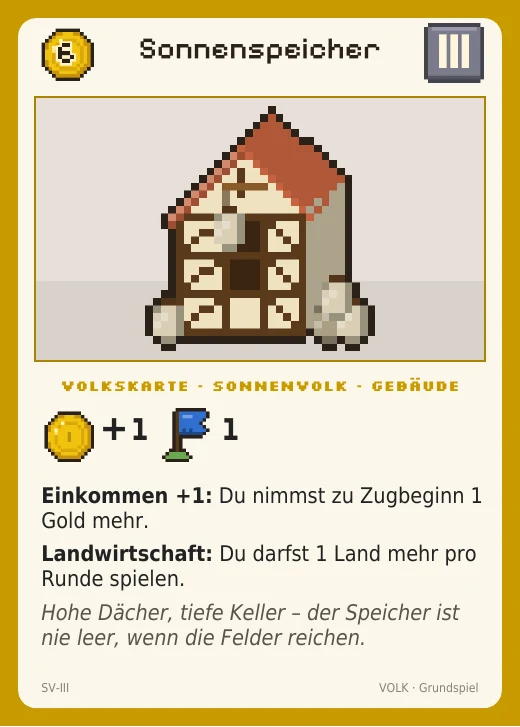 6 Sonnenspeicher III
VOLKSKARTE · SONNENVOLK · GEBÄUDE
+1 1
Einkommen +1: Du nimmst zu Zugbeginn 1
Gold mehr.
Landwirtschaft: Du darfst 1 Land mehr pro
Runde spielen.
Hohe Dächer, tiefe Keller – der Speicher ist
nie leer, wenn die Felder reichen.
SV-III VOLK · Grundspiel